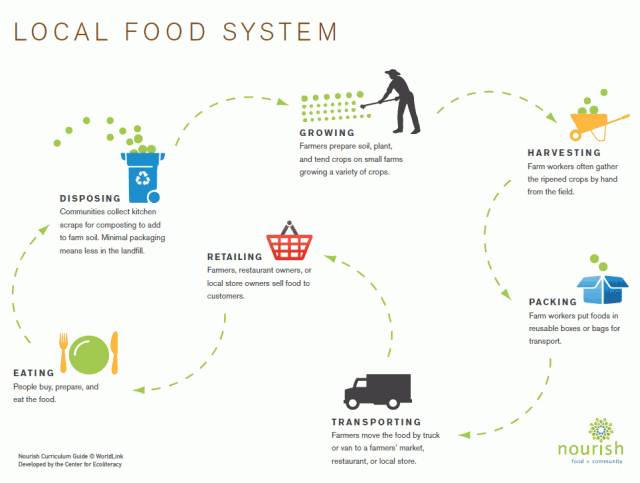 LOCAL FOOD SYSTEM
GROWING
Farmers prepare soil, plant,
and tend crops on small farms
growing a variety of crops.
HARVESTING
Farm workers often gather
the ripened crops by hand
from the field.
DISPOSING
Communities collect kitchen
scraps for composting to add
to farm soil. Minimal packaging
means less in the landfill.
RETAILING
Farmers, restaurant owners, or
local store owners sell food to
customers.
PACKING
Farm workers put foods in
reusable boxes or bags for
transport.
EATING
People buy, prepare, and
eat the food.
TRANSPORTING
Farmers move the food by truck
or van to a farmers' market,
restaurant, or local store.
Nourish Curriculum Guide © WorldLink
Developed by the Center for Ecoliteracy
nourish
food + community